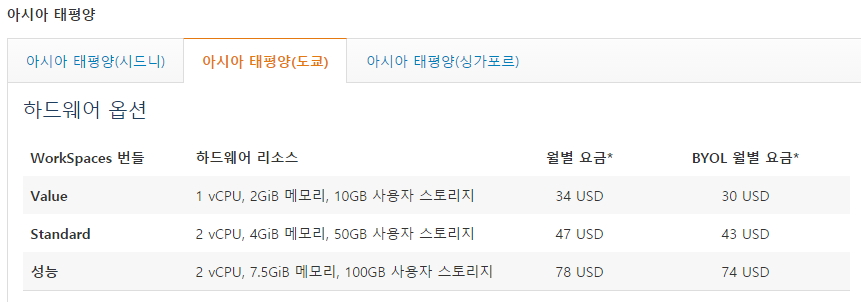 아시아 태평양
아시아 태평양(시드니) 아시아 태평양(도쿄) 아시아 태평양(싱가포르)
하드웨어 옵션
WorkSpaces 번들 하드웨어 리소스 월별 요금* BYOL 월별 요금*
Value 1 vCPU, 2GiB 메모리, 10GB 사용자 스토리지 34 USD 30 USD
Standard 2 vCPU, 4GiB 메모리, 50GB 사용자 스토리지 47 USD 43 USD
성능 2 vCPU, 7.5GiB 메모리, 100GB 사용자 스토리지 78 USD 74 USD